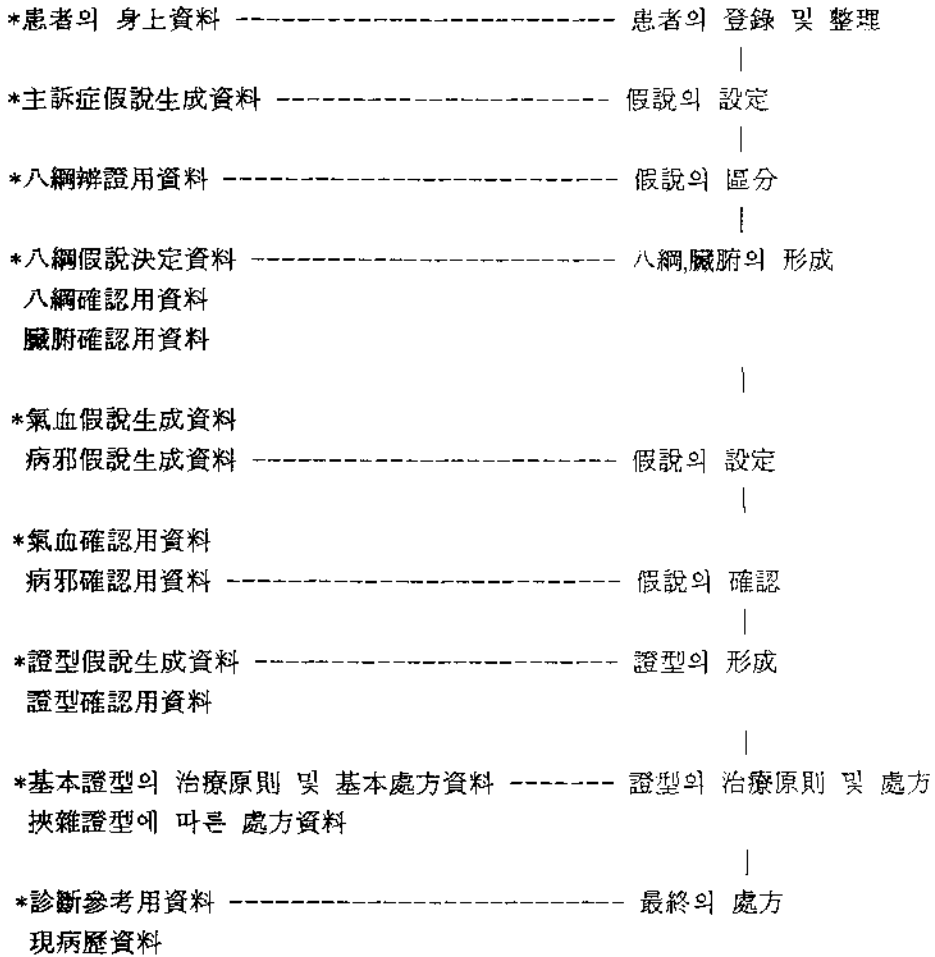 *患者의 身上資料 ---------------------------- 患者의 登錄 및 整理
|
*主訴症假說生成資料 ------------------------ 假說의 設定
|
*八綱辨證用資料 ---------------------------- 假說의 區分
|
*八綱假說決定資料 -------------------------- 八綱,臟腑의 形成
八綱確認用資料
臟腑確認用資料
|
*氣血假說生成資料
病邪假說生成資料 -------------------------- 假說의 設定
|
*氣血確認用資料
病邪確認用資料 ---------------------------- 假說의 確認
|
*證型假說生成資料 -------------------------- 證型의 形成
證型確認用資料
|
*基本證型의 治療原則 및 基本處方資料 ------- 證型의 治療原則 및 處方
挾雜證型에 따른 處方資料
|
*診斷參考用資料 ---------------------------- 最終의 處方
現病歷資料